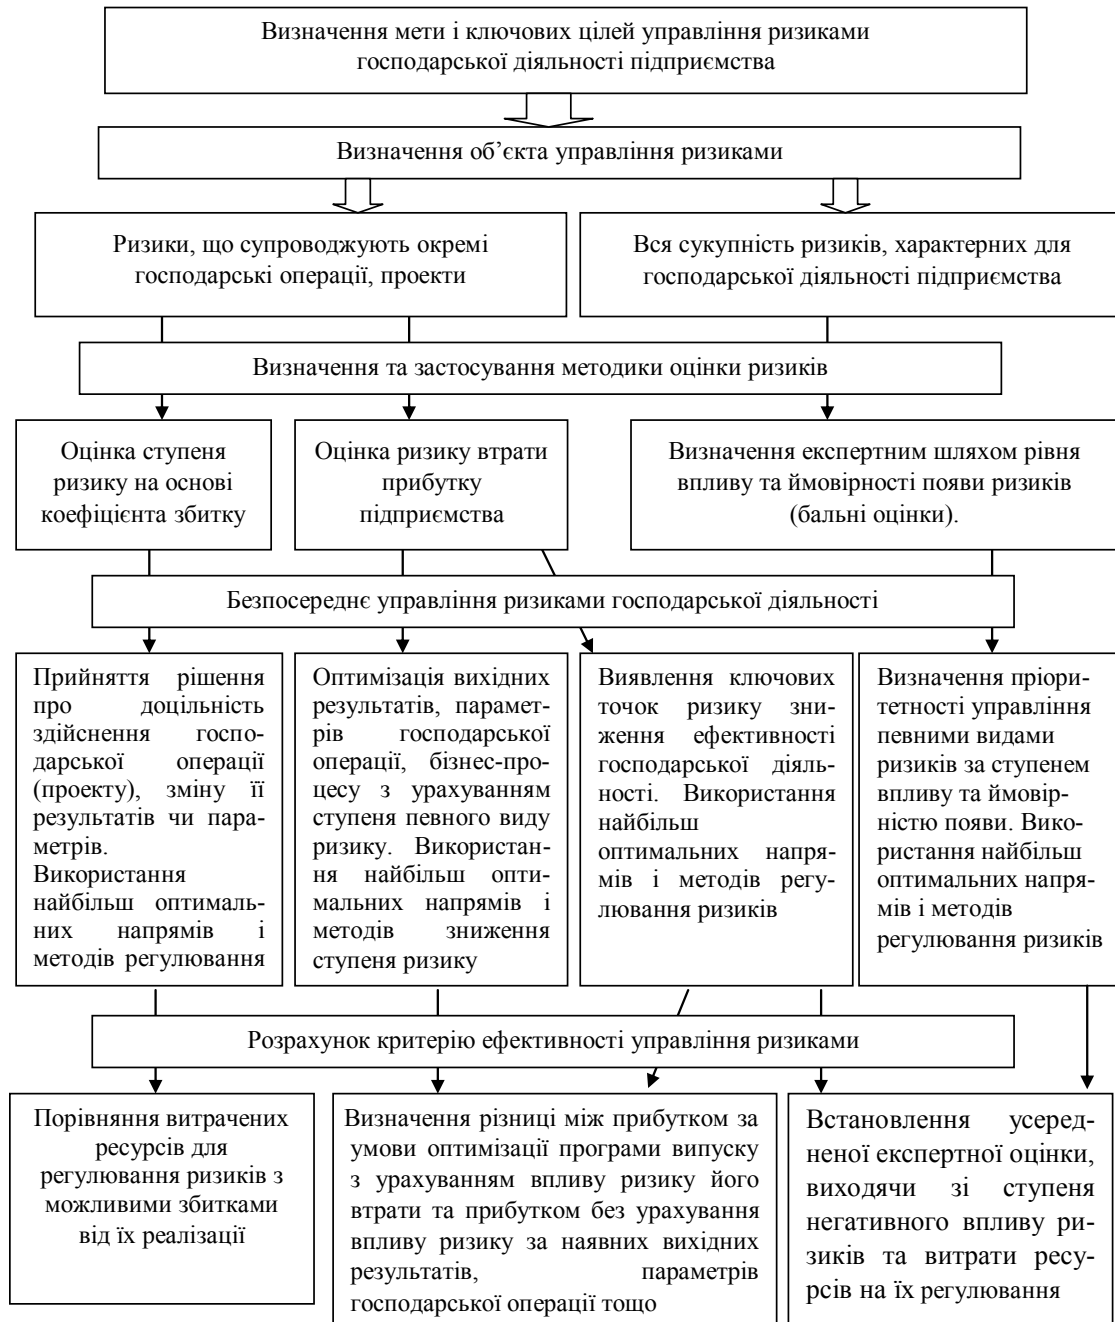 Визначення мети і ключових цілей управління ризиками
господарської діяльності підприємства
Визначення об’єкта управління ризиками
Ризики, що супроводжують окремі
господарські операції, проекти
Вся сукупність ризиків, характерних для
господарської діяльності підприємства
Визначення та застосування методики оцінки ризиків
Оцінка ступеня
ризику на основі
коефіцієнта збитку
Оцінка ризику втрати
прибутку
підприємства
Визначення експертним шляхом рівня
впливу та ймовірності появи ризиків
(бальні оцінки).
Безпосереднє управління ризиками господарської діяльності
Прийняття рішення
про доцільність
здійснення госпо-
дарської операції
(проекту), зміну її
результатів чи пара-
метрів.
Використання
найбільш оптималь-
них напрямів і
методів регулювання
Оптимізація вихідних
результатів, парамет-
рів господарської
операції, бізнес-про-
цесу з урахуванням
ступеня певного виду
ризику. Використан-
ня найбільш опти-
мальних напрямів і
методів зниження
ступеня ризику
Виявлення ключових
точок ризику зни-
ження ефективності
господарської діяль-
ності. Використання
найбільш
оптимальних напря-
мів і методів регу-
лювання ризиків
Визначення пріори-
тетності управління
певними видами
ризиків за ступенем
впливу та ймовір-
ністю появи. Вико-
ристання найбільш
оптимальних напря-
мів і методів
регулювання ризиків
Розрахунок критерію ефективності управління ризиками
Порівняння витрачених
ресурсів для
регулювання ризиків з
можливими збитками
від їх реалізації
Визначення різниці між прибутком за
умови оптимізації програми випуску
з урахуванням впливу ризику його
втрати та прибутком без урахування
впливу ризику за наявних вихідних
результатів, параметрів
господарської операції тощо
Встановлення усеред-
неної експертної оцінки,
виходячи зі ступеня
негативного впливу ри-
зиків та витрати ресу-
рсів на їх регулювання